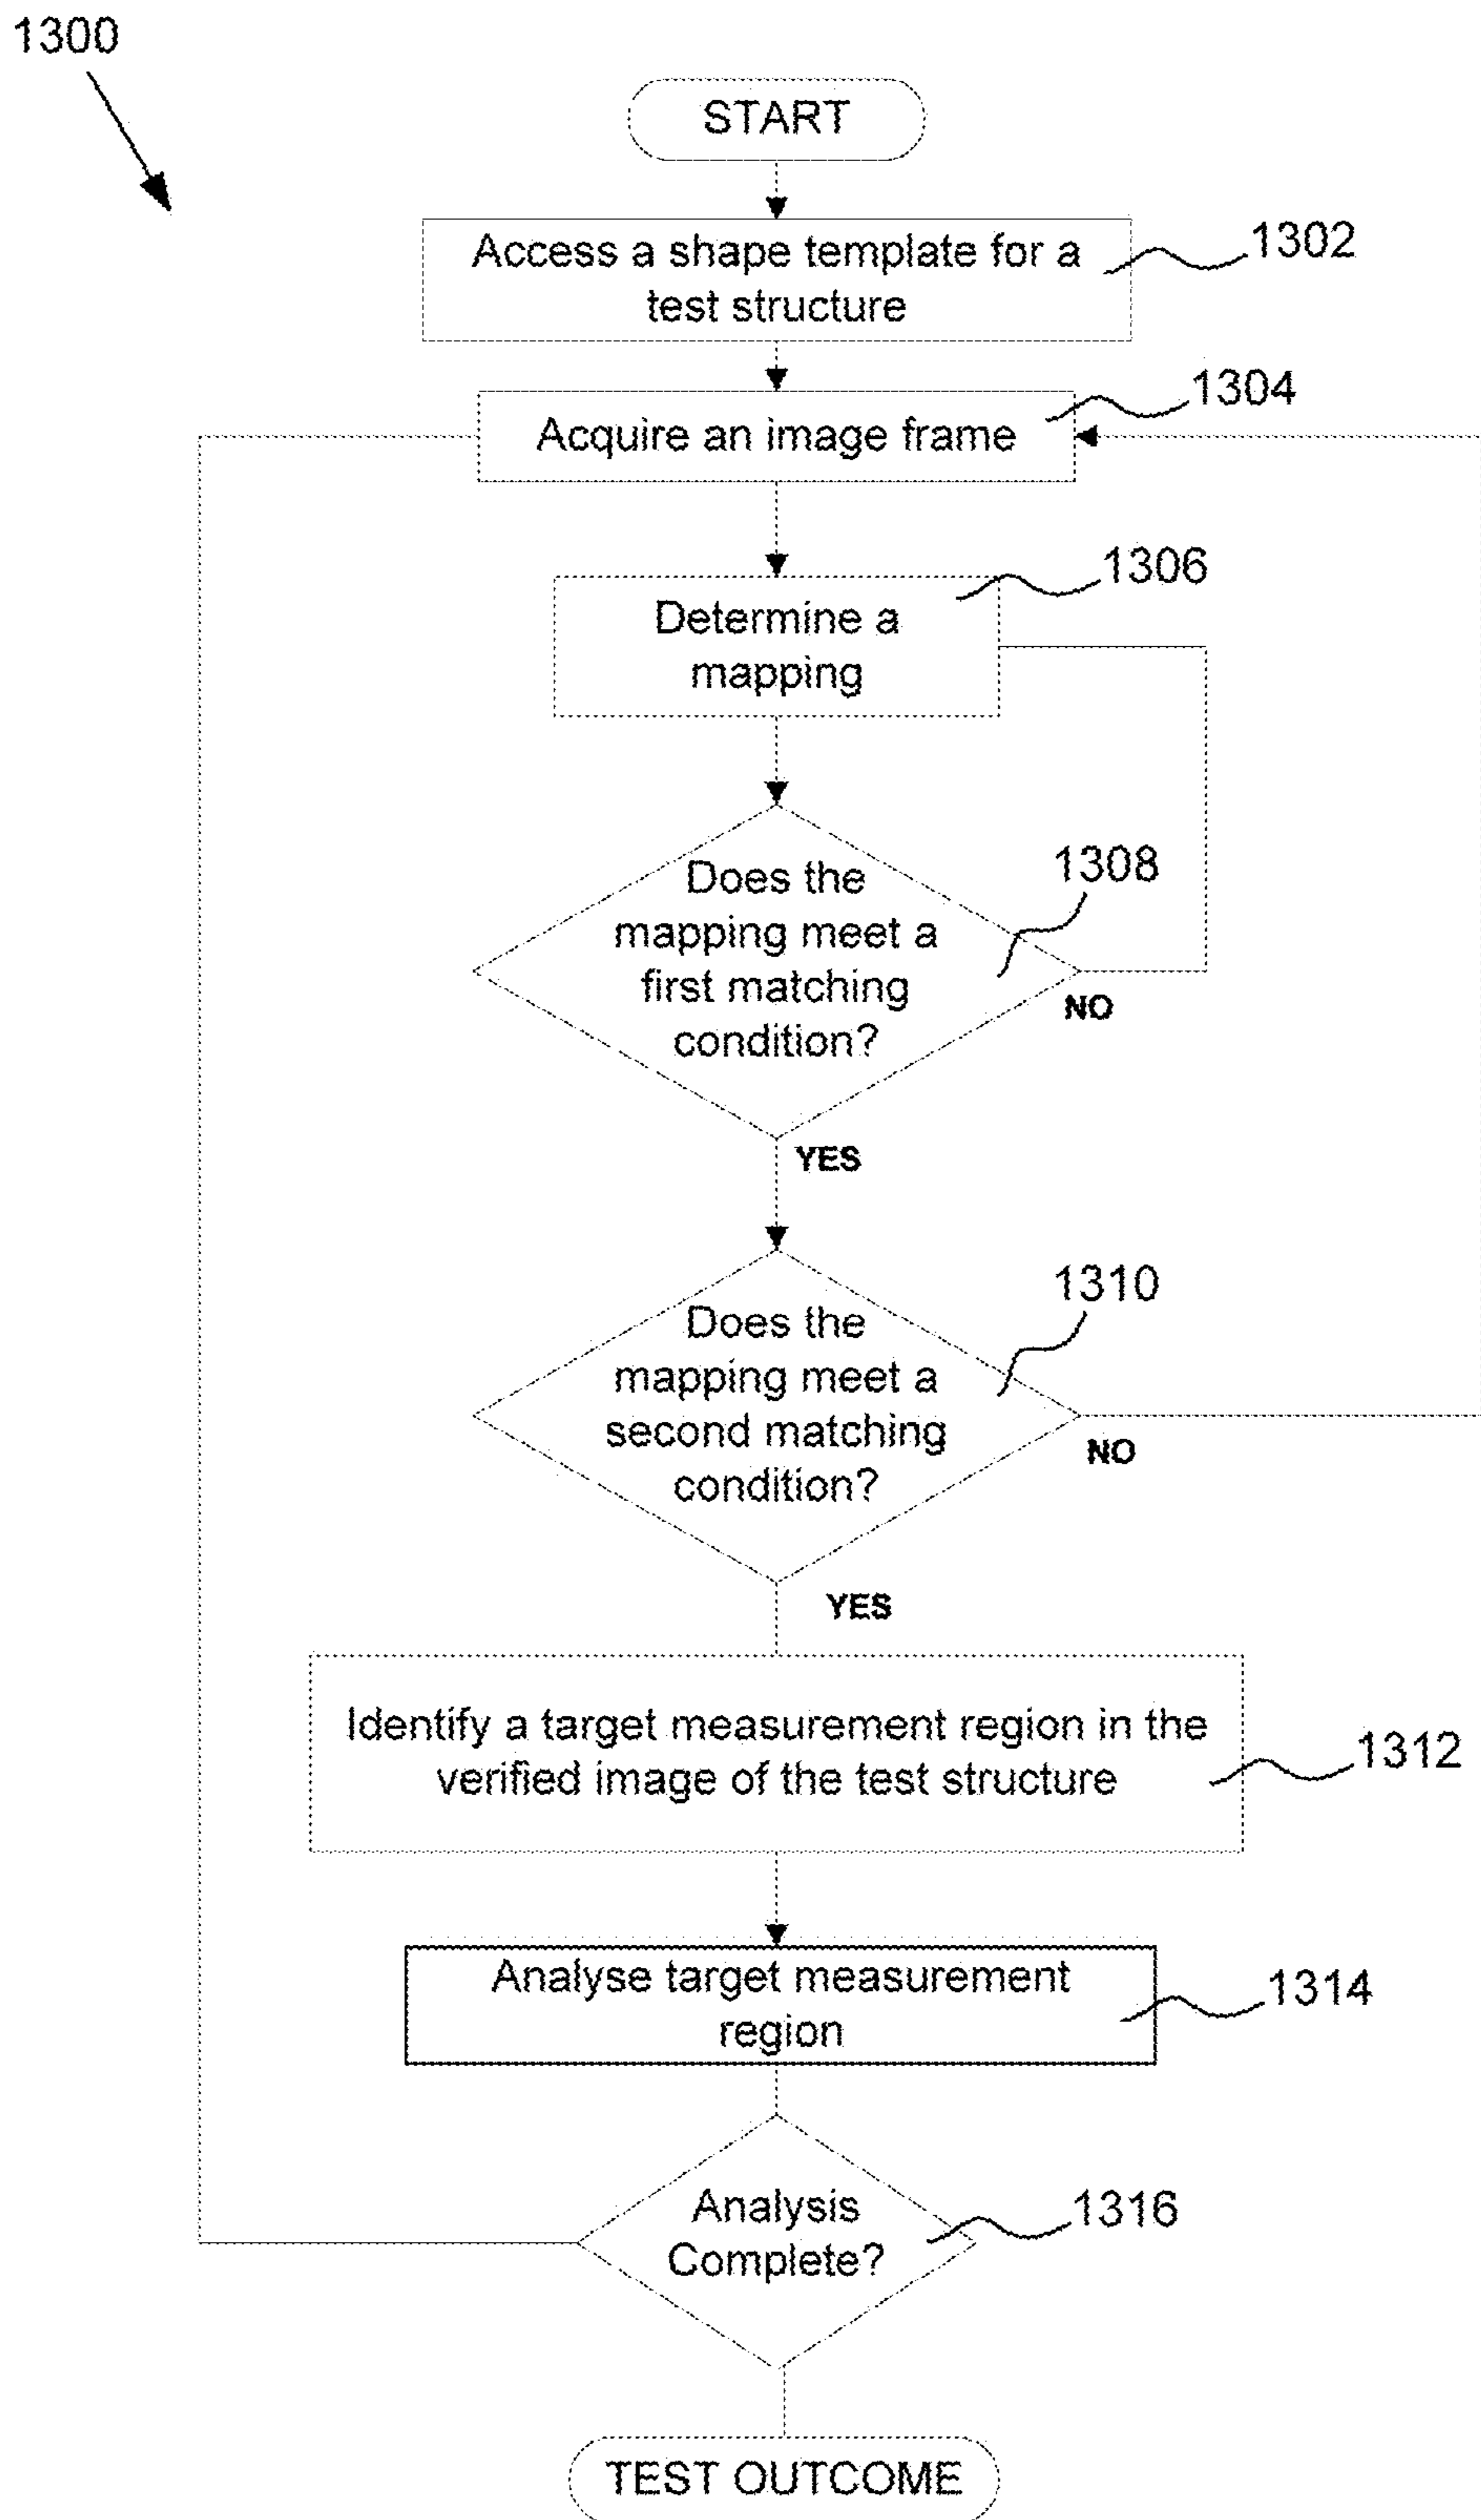 1300
START
Access a shape template for a
test structure
1302
1304
Acquire an image frame
1306
Determine a
mapping
Does the
mapping meet a
first matching
condition?
1308
NO
YES
Does the
mapping meet a
second matching
condition?
1310
NO
YES
Identify a target measurement region in the
verified image of the test structure
1312
Analyse target measurement
region
1314
Analysis
Complete?
1316
TEST OUTCOME